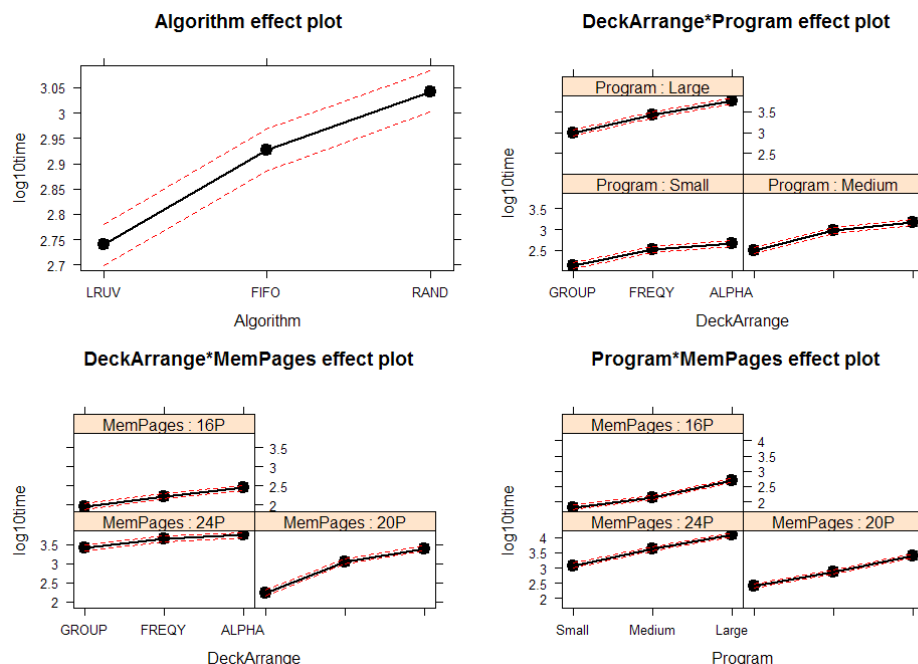 Algorithm effect plot
log10time
3.05
3
2.95
2.9
2.85
2.8
2.75
2.7
LRUV FIFO RAND
Algorithm
DeckArrange*Program effect plot
log10time
Program : Large
3.5
3
2.5
Program : Small Program : Medium
3.5
3
2.5
GROUP FREQY ALPHA
DeckArrange
DeckArrange*MemPages effect plot
log10time
MemPages : 16P
3.5
3
2.5
2
MemPages : 24P MemPages : 20P
3.5
3
2.5
2
GROUP FREQY ALPHA
DeckArrange
Program*MemPages effect plot
log10time
MemPages : 16P
4
3.5
3
2.5
2
MemPages : 24P MemPages : 20P
4
3.5
3
2.5
2
Small Medium Large
Program